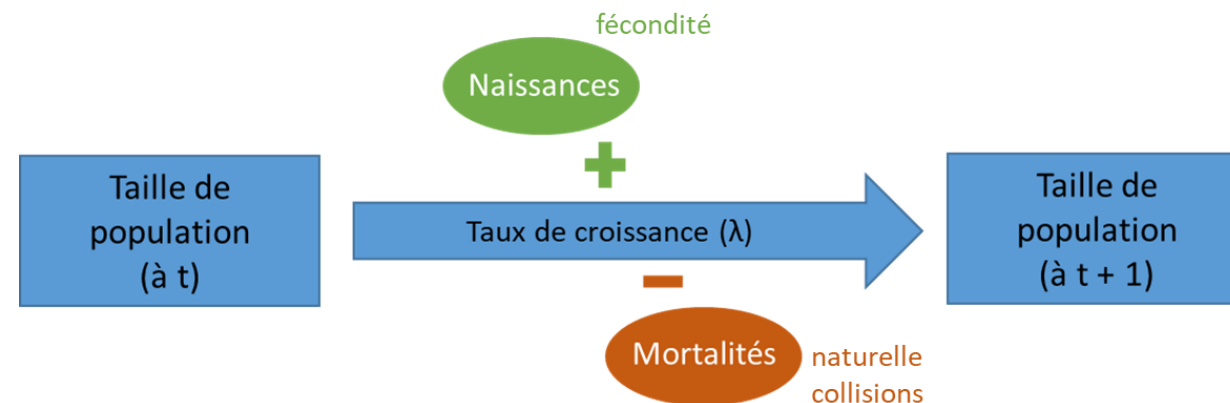 fécondité
Naissances
Taille de
population
(à t)
Taux de croissance (λ)
Taille de
population
(à t + 1)
Mortalités
naturelle
collisions